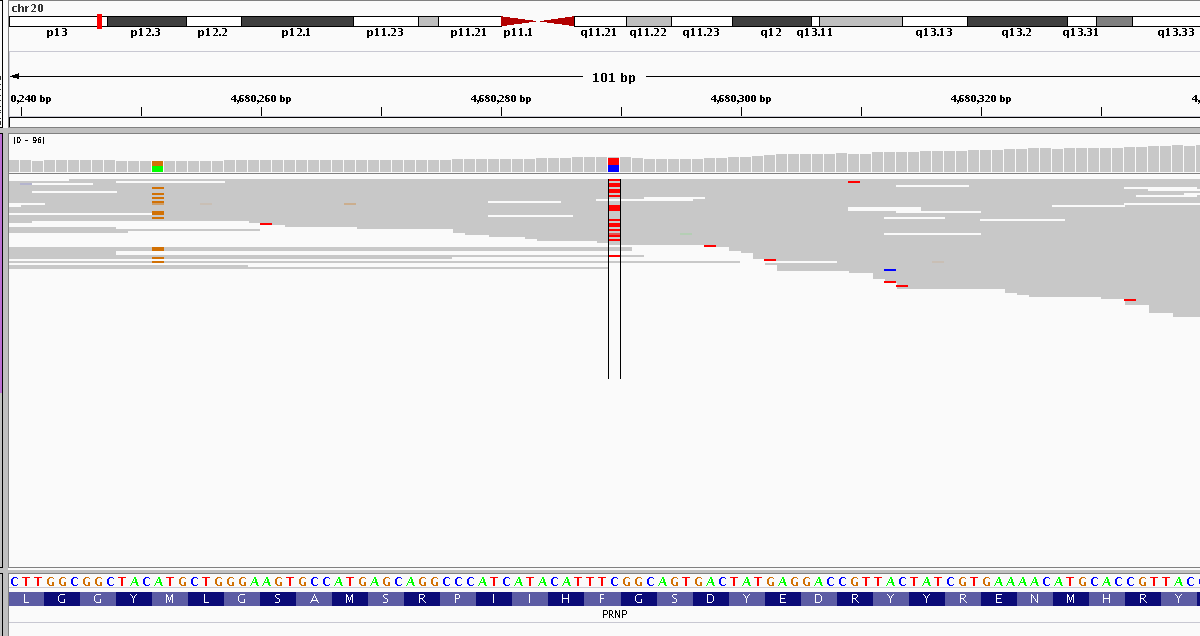 chr20
p13 p12.3 p12.2 p12.1 p11.23 p11.21 p11.1 q11.21 q11.22 q11.23 q12 q13.11 q13.13 q13.2 q13.31 q13.33
101 bp
0,240 bp 4,680,260 bp 4,680,280 bp 4,680,300 bp 4,680,320 bp 4,
[0 - 96]
CTTGGCGGCTACATGCTGGGAAGTGCCATGAGCAGGCCCATCATACATTTCGGCAGTGACTATGAGGACCGTTACTATCGTGAAAACATGCACCGTTAC
L G G Y M L G S A M S R P I I H F G S D Y E D R Y Y R E N M H R Y
PRNP